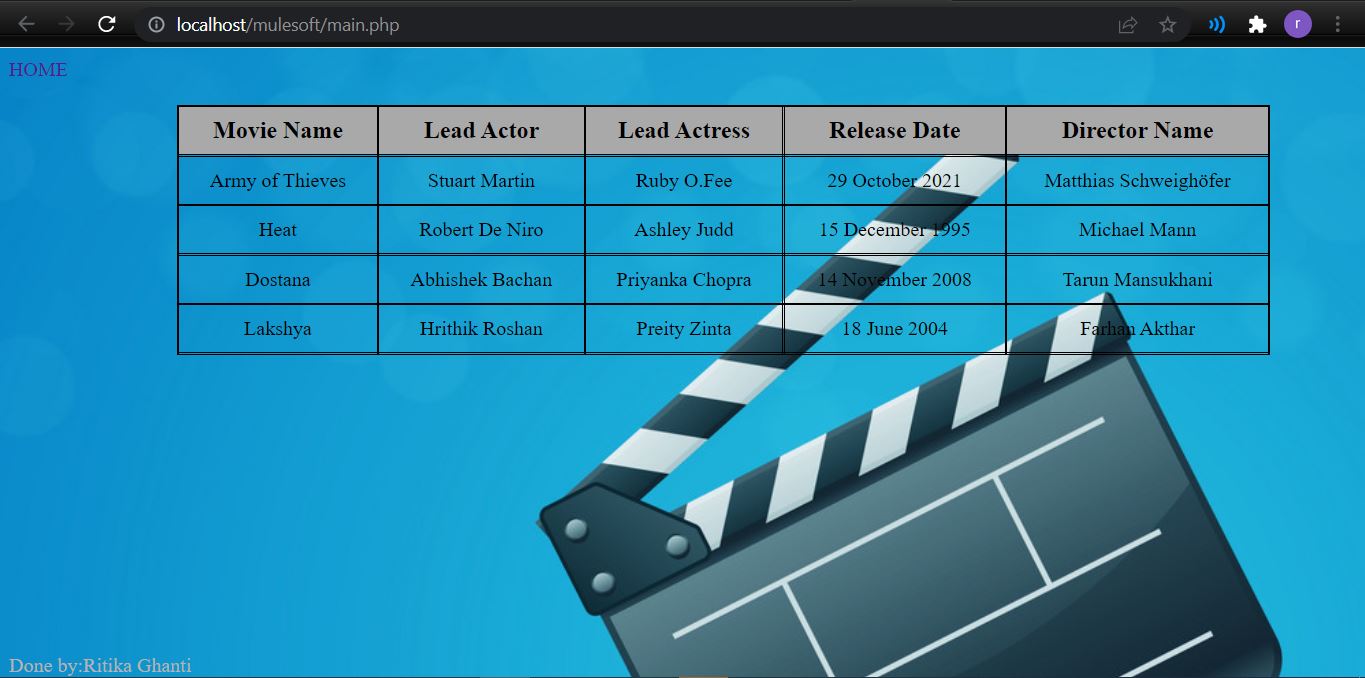 localhost/mulesoft/main.php
r
HOME
Movie Name Lead Actor Lead Actress Release Date Director Name
Army of Thieves Stuart Martin Ruby O.Fee 29 October 2021 Matthias Schweighöfer
Heat Robert De Niro Ashley Judd 15 December 1995 Michael Mann
Dostana Abhishek Bachan Priyanka Chopra 14 November 2008 Tarun Mansukhani
Lakshya Hrithik Roshan Preity Zinta 18 June 2004 Farhan Akthar
Done by:Ritika Ghanti